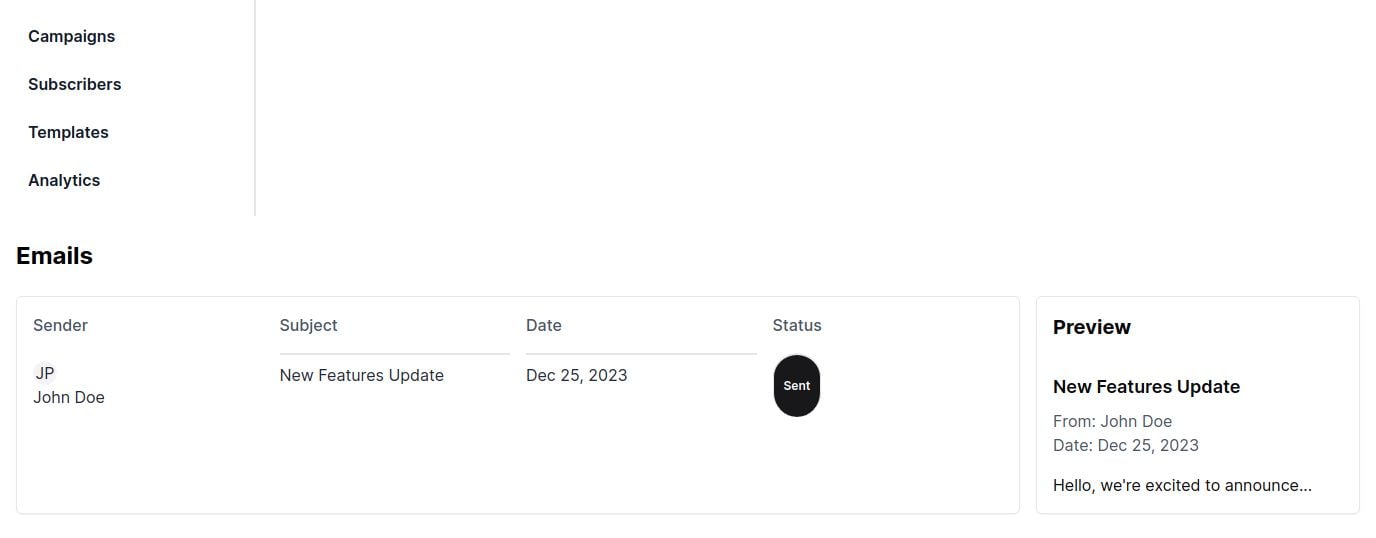 Campaigns
Subscribers
Templates
Analytics
Emails
Sender Subject Date Status
JP
John Doe
New Features Update
Dec 25, 2023
Sent
Preview
New Features Update
From: John Doe
Date: Dec 25, 2023
Hello, we're excited to announce...